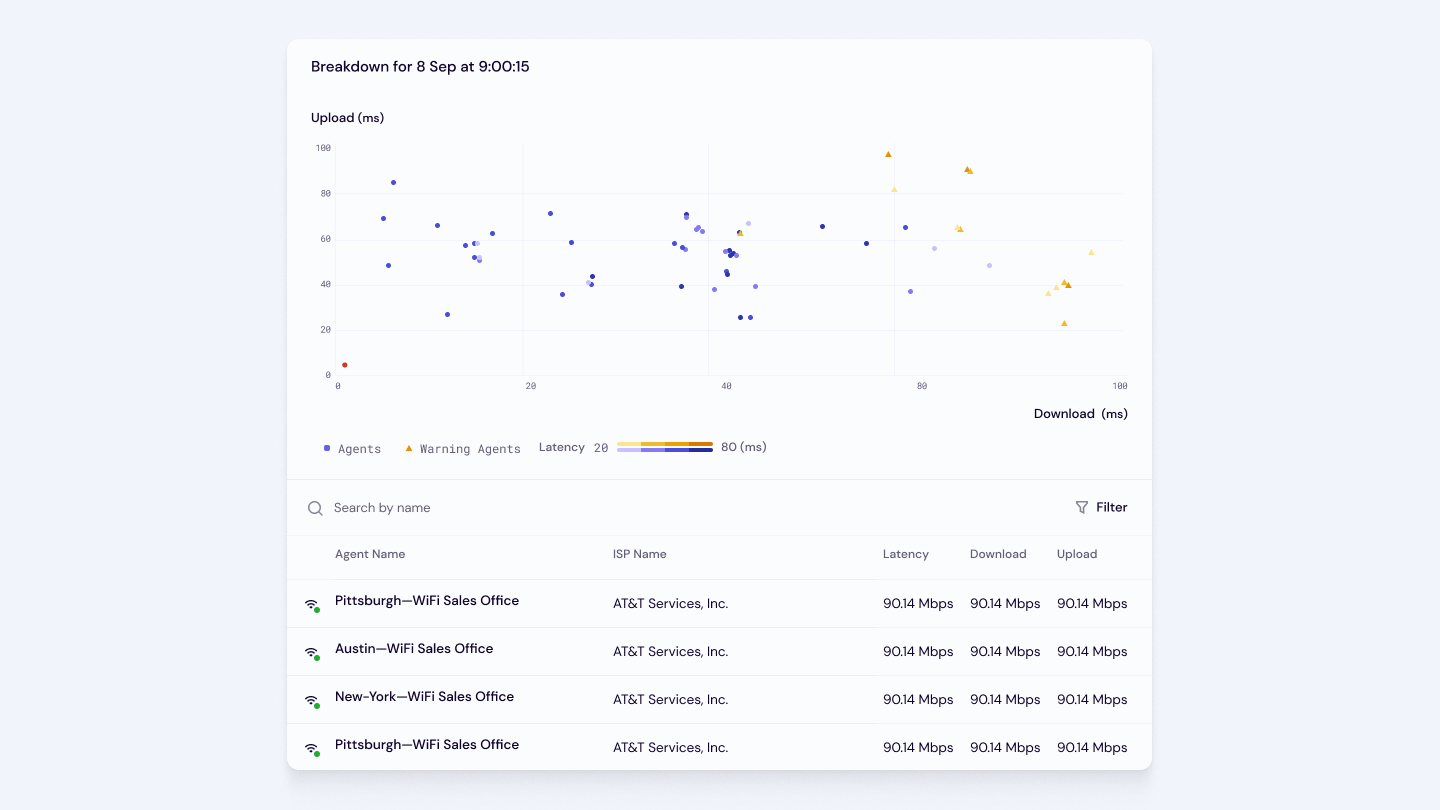 Breakdown for 8 Sep at 9:00:15
Upload (ms)
100
80
60
40
20
0
0 20 40 80 100
Download (ms)
Agents Warning Agents Latency 20 80 (ms)
Search by name Filter
Agent Name ISP Name Latency Download Upload
Pittsburgh—WiFi Sales Office AT&T Services, Inc. 90.14 Mbps 90.14 Mbps 90.14 Mbps
Austin—WiFi Sales Office AT&T Services, Inc. 90.14 Mbps 90.14 Mbps 90.14 Mbps
New-York—WiFi Sales Office AT&T Services, Inc. 90.14 Mbps 90.14 Mbps 90.14 Mbps
Pittsburgh—WiFi Sales Office AT&T Services, Inc. 90.14 Mbps 90.14 Mbps 90.14 Mbps